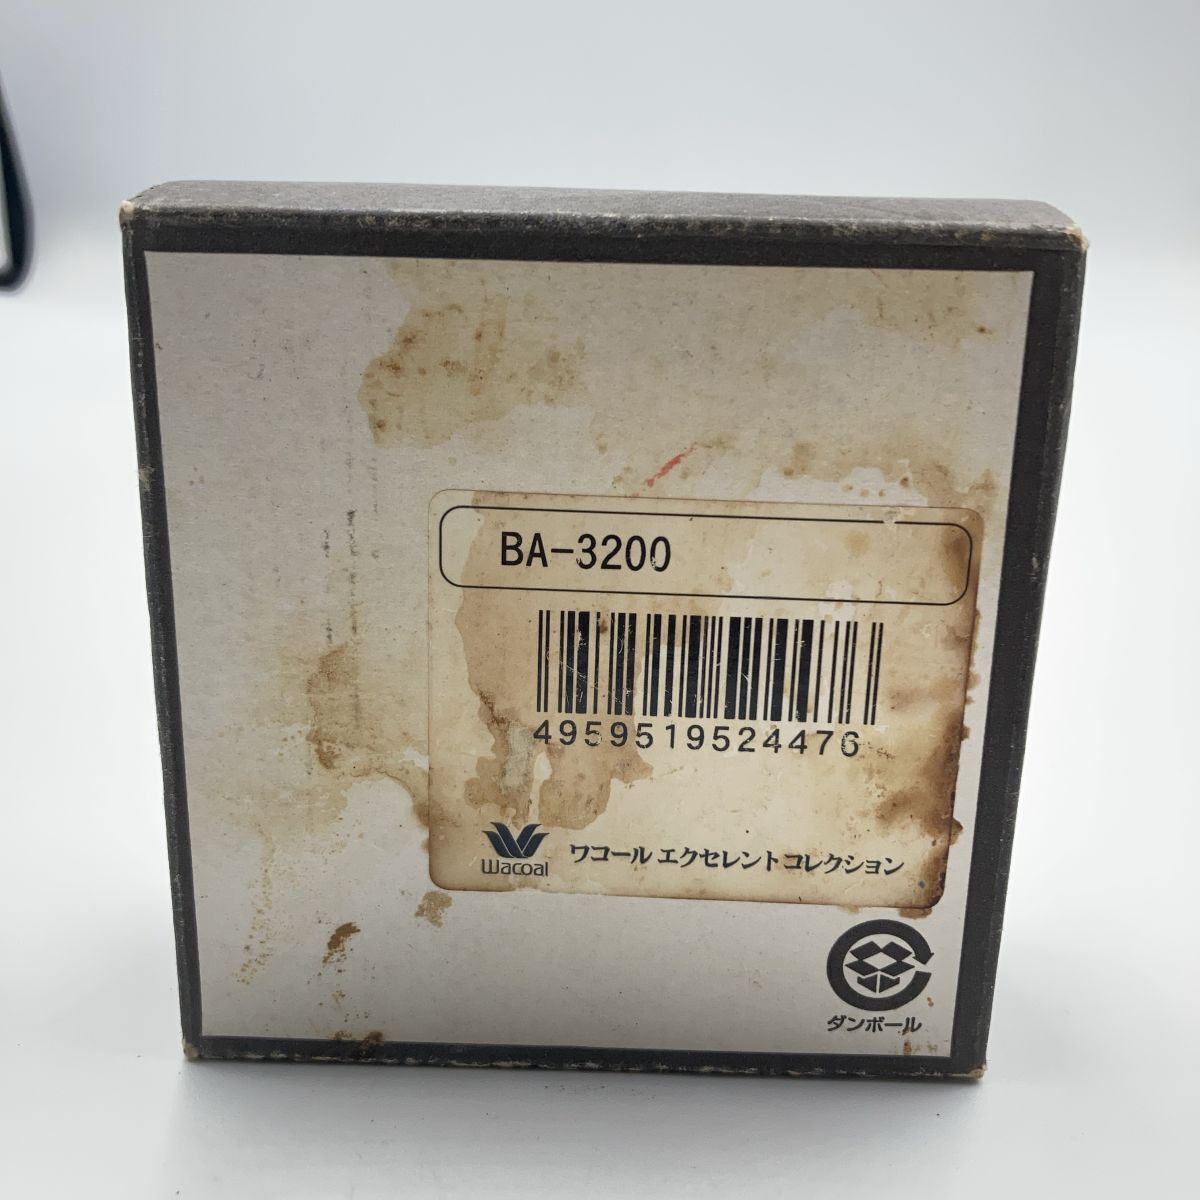 BA-3200
4959519524476
Wacoal ワコール エクセレント コレクション
ダンボール